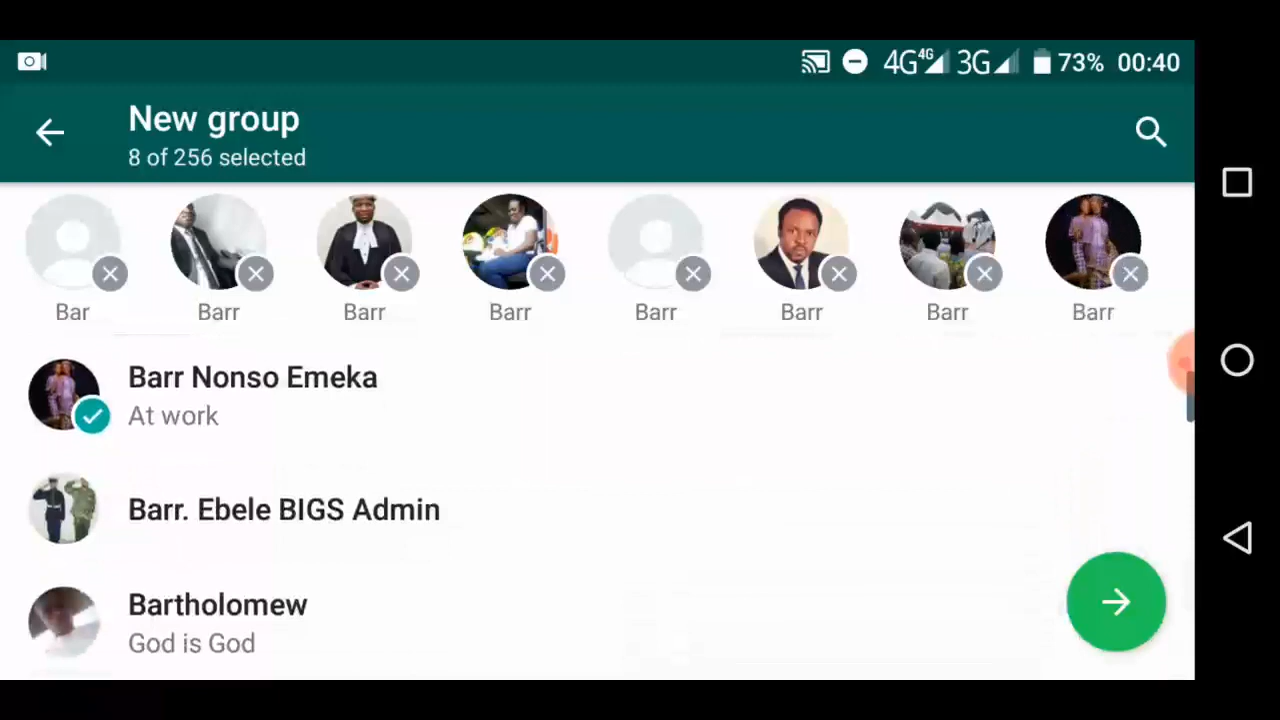 4G 4G 3G 73% 00:40
New group
8 of 256 selected
Bar Barr Barr Barr Barr Barr Barr Barr
Barr Nonso Emeka
At work
Barr. Ebele BIGS Admin
Bartholomew
God is God